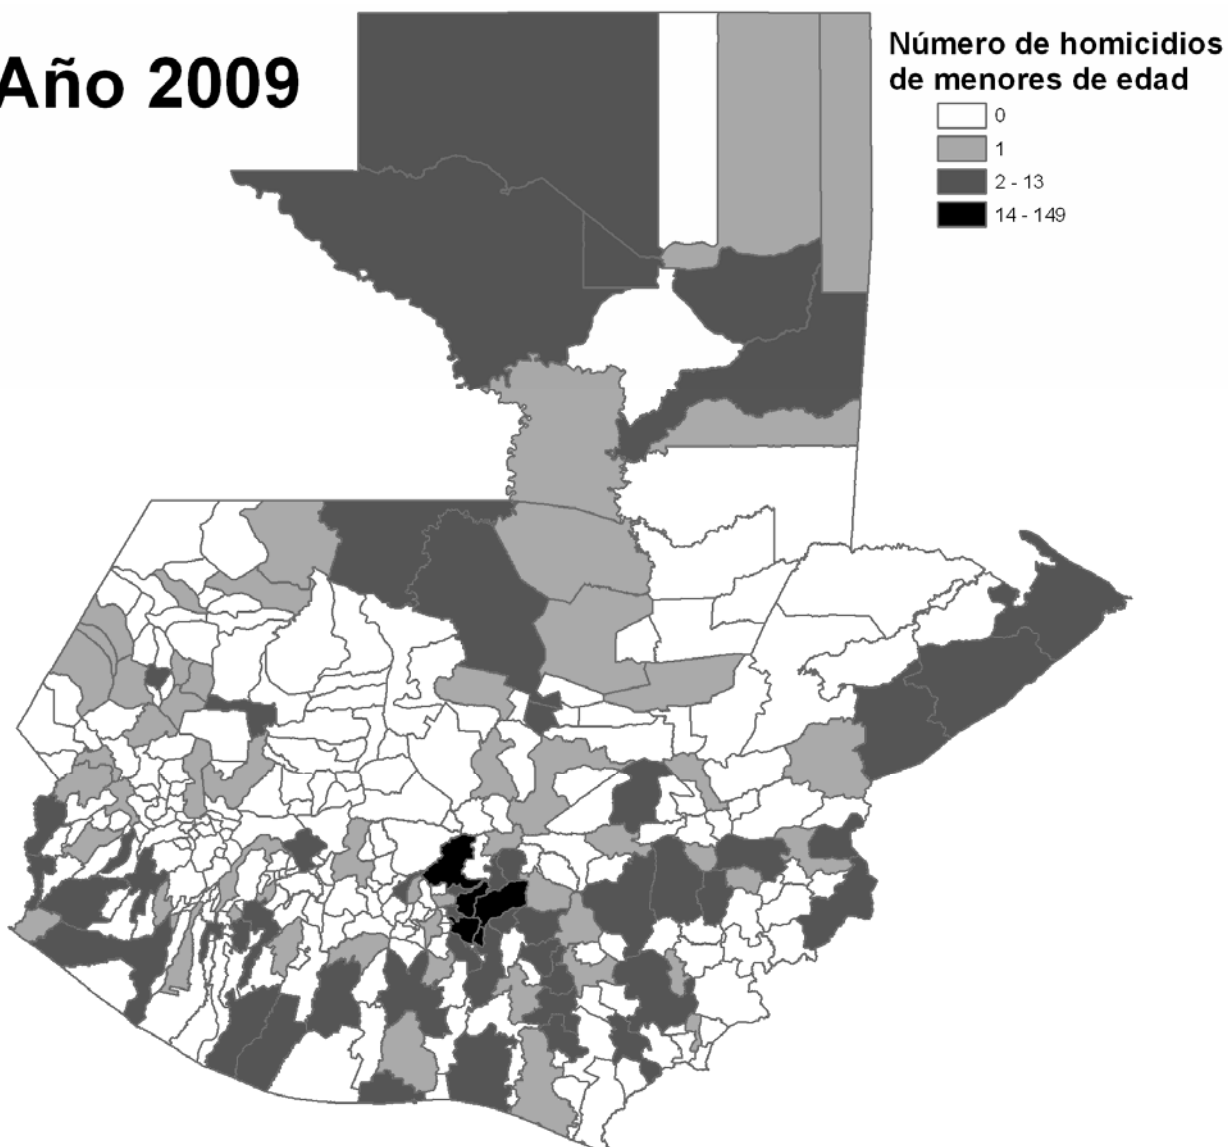 Año 2009
Número de homicidios
de menores de edad
0
1
2 - 13
14 - 149